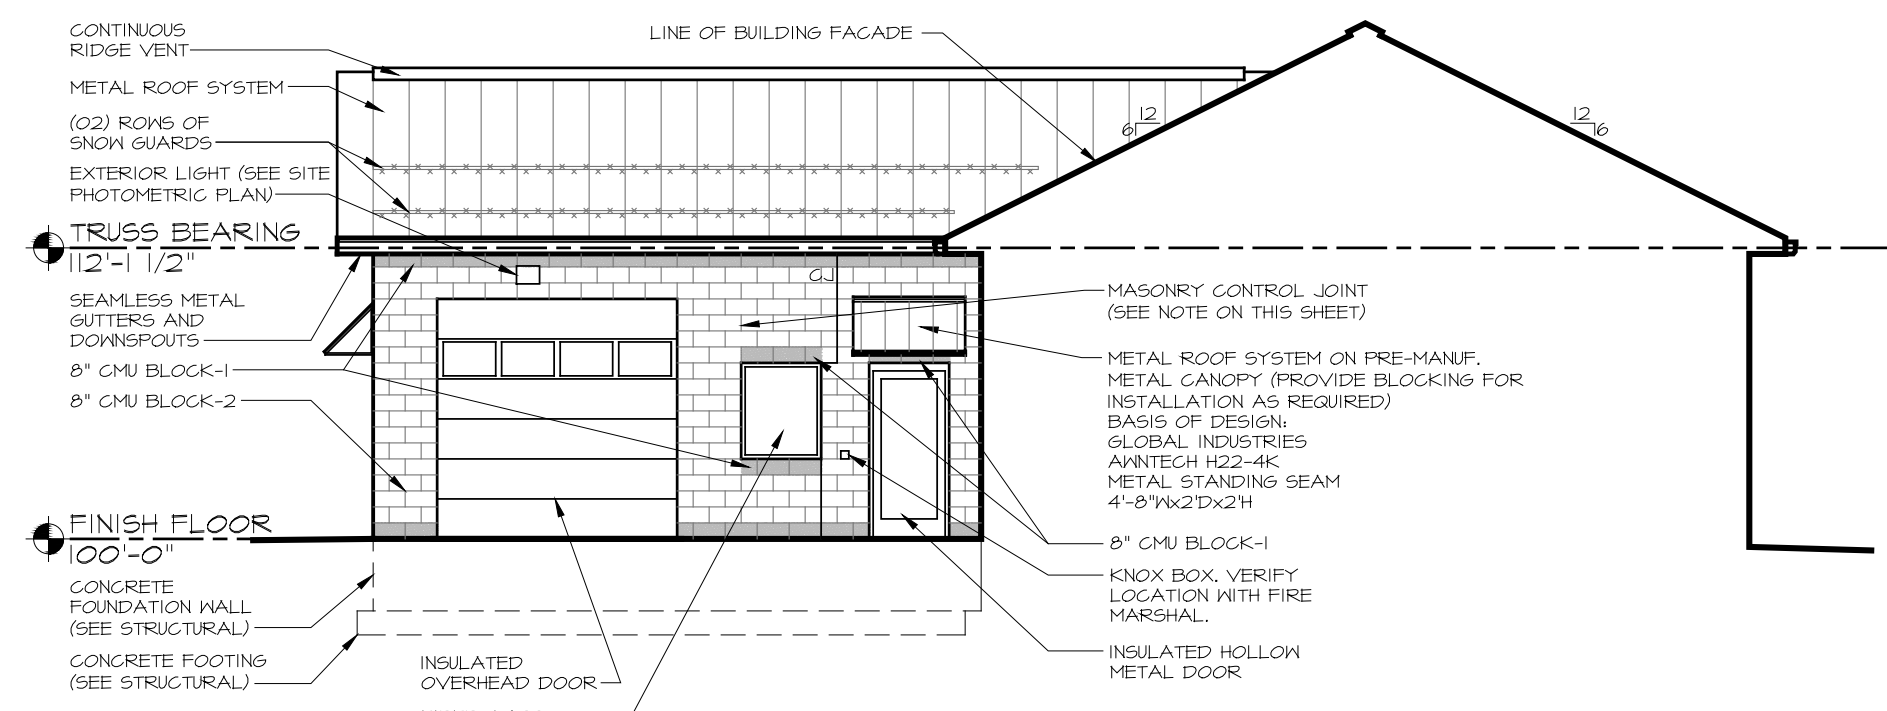 CONTINUOUS
RIDGE VENT
METAL ROOF SYSTEM
(02) ROWS OF
SNOW GUARDS
EXTERIOR LIGHT (SEE SITE
PHOTOMETRIC PLAN)
TRUSS BEARING
112'-1 1/2"
SEAMLESS METAL
GUTTERS AND
DOWNSPOUTS
8" CMU BLOCK-1
8" CMU BLOCK-2
FINISH FLOOR
100'-0"
CONCRETE
FOUNDATION WALL
(SEE STRUCTURAL)
CONCRETE FOOTING
(SEE STRUCTURAL)
INSULATED
OVERHEAD DOOR
LINE OF BUILDING FACADE
12
6
12
6
CJ
MASONRY CONTROL JOINT
(SEE NOTE ON THIS SHEET)
METAL ROOF SYSTEM ON PRE-MANUF.
METAL CANOPY (PROVIDE BLOCKING FOR
INSTALLATION AS REQUIRED)
BASIS OF DESIGN:
GLOBAL INDUSTRIES
AWNTECH H22-4K
METAL STANDING SEAM
4'-8"Wx2'Dx2'H
8" CMU BLOCK-1
KNOX BOX. VERIFY
LOCATION WITH FIRE
MARSHAL.
INSULATED HOLLOW
METAL DOOR